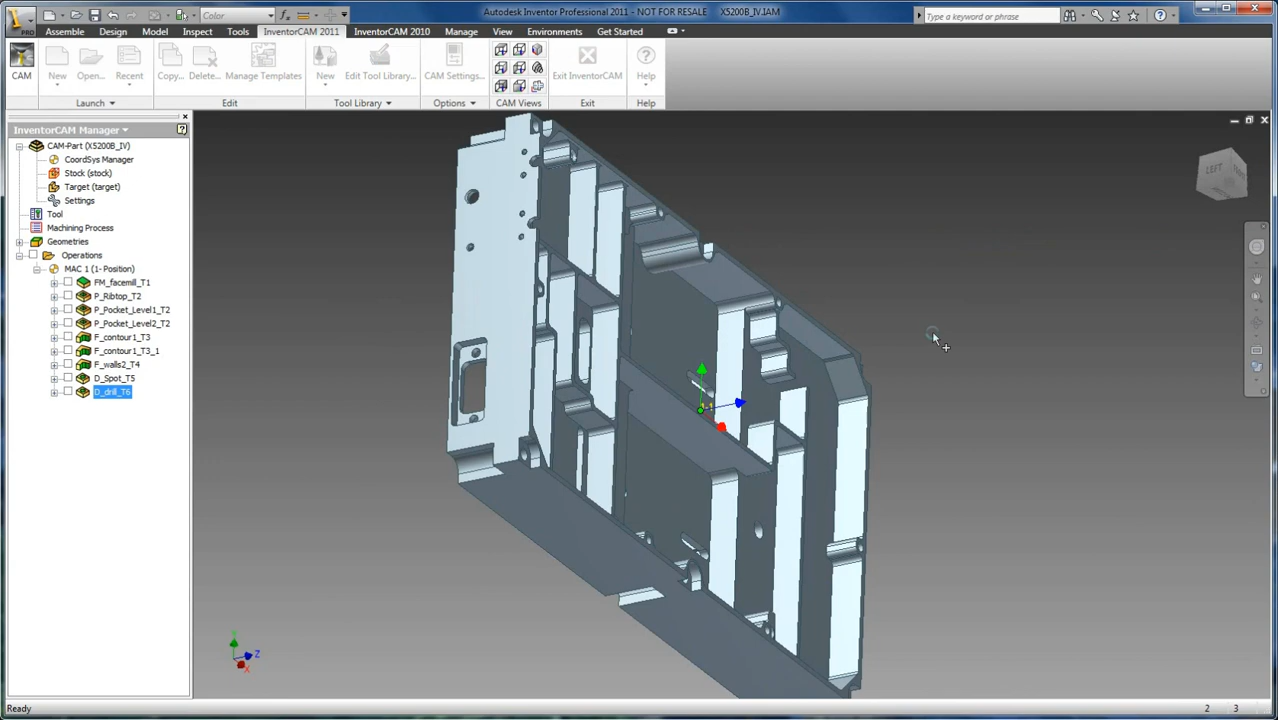 Color
Autodesk Inventor Professional 2011 - NOT FOR RESALE X5200B_IV.IAM
Type a keyword or phrase
PRO
Assemble Design Model Inspect Tools InventorCAM 2011 InventorCAM 2010 Manage View Environments Get Started
CAM New Open... Recent Copy... Delete... Manage Templates New Edit Tool Library... CAM Settings... Exit InventorCAM Help
Launch Edit Tool Library Options CAM Views Exit Help
InventorCAM Manager
CAM-Part (X5200B_IV)
CoordSys Manager
Stock (stock)
Target (target)
Settings
Tool
Machining Process
Geometries
Operations
MAC 1 (1- Position)
FM_facemill_T1
P_Ribtop_T2
P_Pocket_Level1_T2
P_Pocket_Level2_T2
F_contour1_T3
F_contour1_T3_1
F_walls2_T4
D_Spot_T5
D_drill_T6
LEFT
Z
X
Ready 2 3